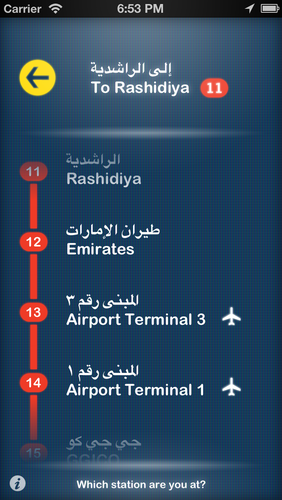 Carrier 6:53 PM
إلى الراشدية
To Rashidiya 11
الراشدية
11 Rashidiya
طيران الإمارات
12 Emirates
المبنى رقم ٣
13 Airport Terminal 3
المبنى رقم ١
14 Airport Terminal 1
جي جي كو
15 GGICO
Which station are you at?